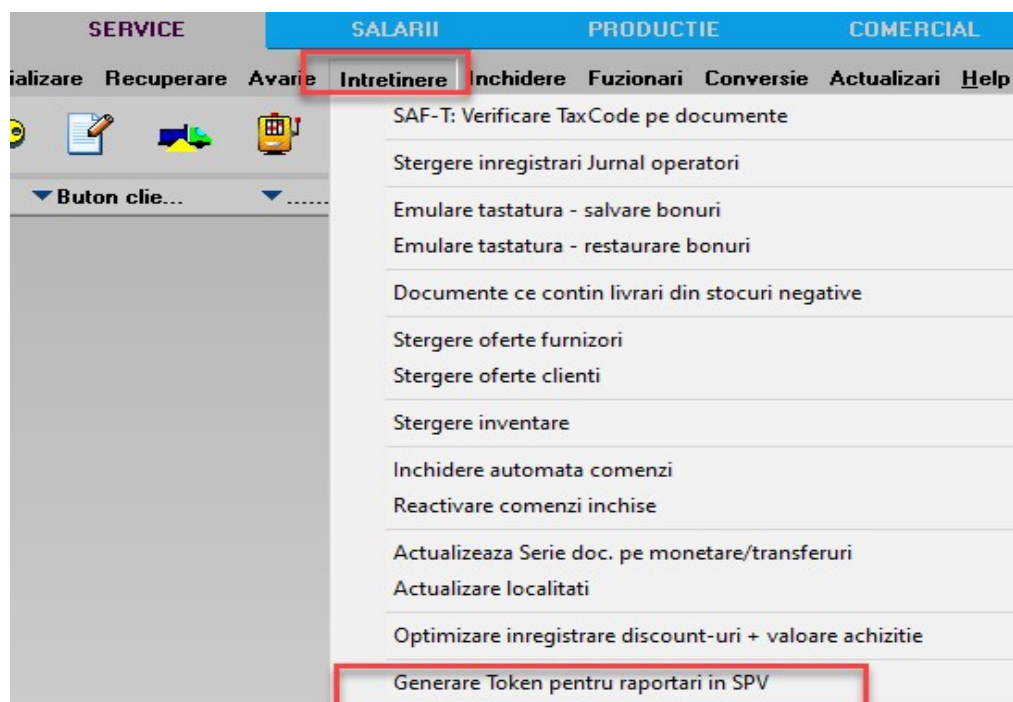 SERVICE SALARII PRODUCTIE COMERCIAL
ializare Recuperare Avarie Intretinere Inchidere Fuzionari Conversie Actualizari Help
Buton clie... ......
SAF-T: Verificare TaxCode pe documente
Stergere inregistrari Jurnal operatori
Emulare tastatura - salvare bonuri
Emulare tastatura - restaurare bonuri
Documente ce contin livrari din stocuri negative
Stergere oferte furnizori
Stergere oferte clienti
Stergere inventare
Inchidere automata comenzi
Reactivare comenzi inchise
Actualizeaza Serie doc. pe monetare/transferuri
Actualizare localitati
Optimizare inregistrare discount-uri + valoare achizitie
Generare Token pentru raportari in SPV